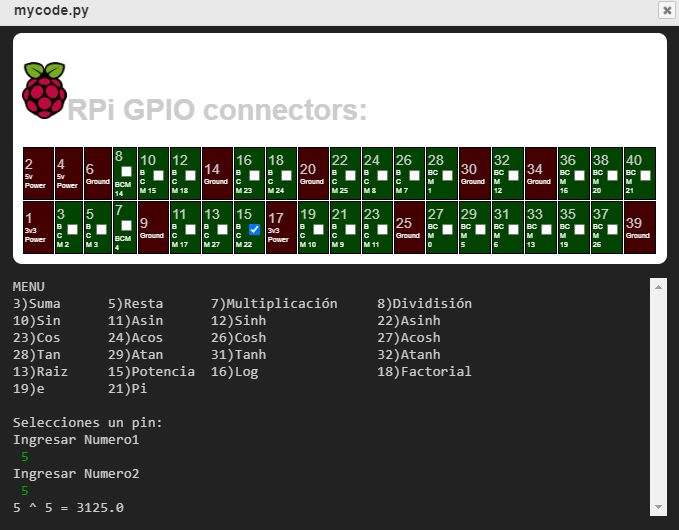 mycode.py
RPi GPIO connectors:
2 5v Power 4 5v Power 6 Ground 8 BCM 14 10 BCM 15 12 BCM 18 14 Ground 16 BCM 23 18 BCM 24 20 Ground 22 BCM 25 24 BCM 8 26 BCM 7 28 BCM 1 30 Ground 32 BCM 12 34 Ground 36 BCM 16 38 BCM 20 40 BCM 21
1 3v3 Power 3 BCM 2 5 BCM 3 7 BCM 4 9 Ground 11 BCM 17 13 BCM 27 15 BCM 22 17 3v3 Power 19 BCM 10 21 BCM 9 23 BCM 11 25 Ground 27 BCM 0 29 BCM 5 31 BCM 6 33 BCM 13 35 BCM 19 37 BCM 26 39 Ground
MENU
3)Suma 5)Resta 7)Multiplicación 8)Dividisión
10)Sin 11)Asin 12)Sinh 22)Asinh
23)Cos 24)Acos 26)Cosh 27)Acosh
28)Tan 29)Atan 31)Tanh 32)Atanh
13)Raiz 15)Potencia 16)Log 18)Factorial
19)e 21)Pi
Selecciones un pin:
Ingresar Numero1
5
Ingresar Numero2
5
5 ^ 5 = 3125.0